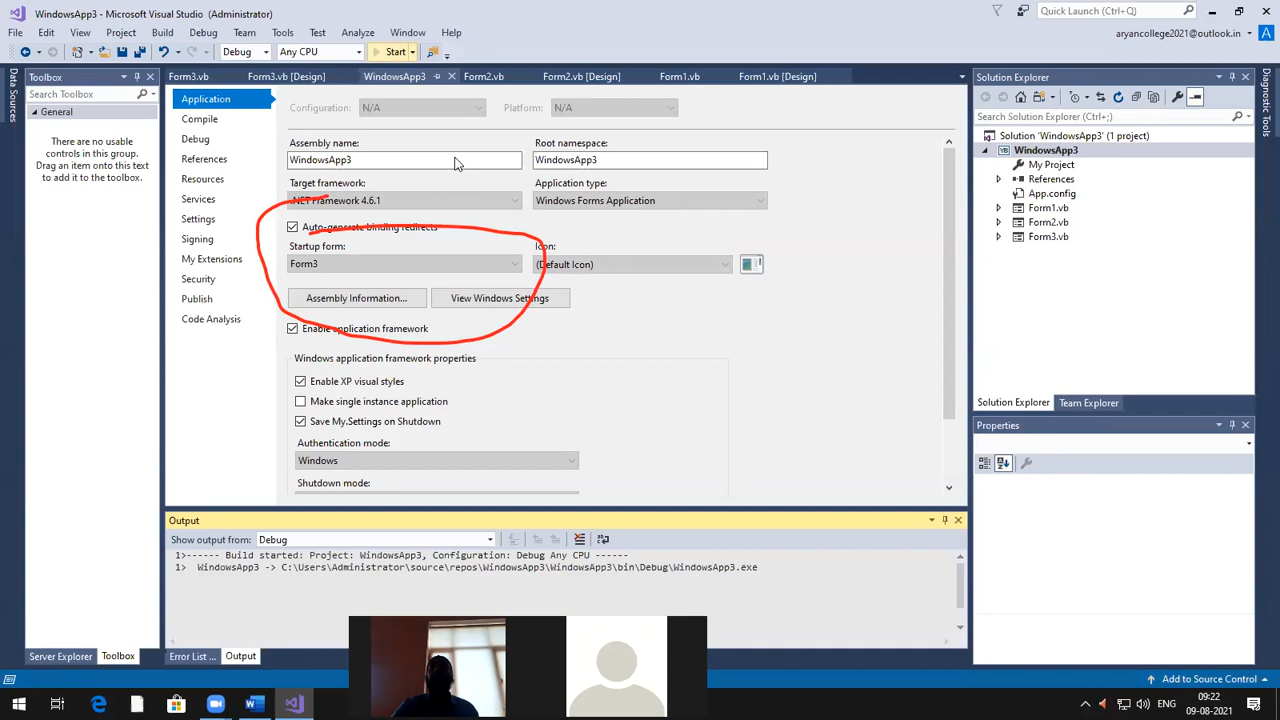 WindowsApp3 - Microsoft Visual Studio (Administrator)
Quick Launch (Ctrl+Q)
File Edit View Project Build Debug Team Tools Test Analyze Window Help
aryancollege2021@outlook.in A
Debug Any CPU Start
Data Sources
Toolbox
Search Toolbox
General
There are no usable
controls in this group.
Drag an item onto this text
to add it to the toolbox.
Server Explorer Toolbox
Form3.vb Form3.vb [Design] WindowsApp3 Form2.vb Form2.vb [Design] Form1.vb Form1.vb [Design]
Application
Compile
Debug
References
Resources
Services
Settings
Signing
My Extensions
Security
Publish
Code Analysis
Configuration: N/A Platform: N/A
Assembly name: Root namespace:
WindowsApp3 WindowsApp3
Target framework: Application type:
.NET Framework 4.6.1 Windows Forms Application
Auto-generate binding redirects
Startup form: Icon:
Form3 (Default Icon)
Assembly Information... View Windows Settings
Enable application framework
Windows application framework properties
Enable XP visual styles
Make single instance application
Save My.Settings on Shutdown
Authentication mode:
Windows
Shutdown mode:
Output
Show output from: Debug
1>------ Build started: Project: WindowsApp3, Configuration: Debug Any CPU ------
1> WindowsApp3 -> C:\Users\Administrator\source\repos\WindowsApp3\WindowsApp3\bin\Debug\WindowsApp3.exe
Error List ... Output
Solution Explorer
Search Solution Explorer (Ctrl+;)
Solution 'WindowsApp3' (1 project)
VB WindowsApp3
My Project
References
App.config
Form1.vb
Form2.vb
Form3.vb
Solution Explorer Team Explorer
Properties
Diagnostic Tools
Add to Source Control
ENG 09:22
09-08-2021